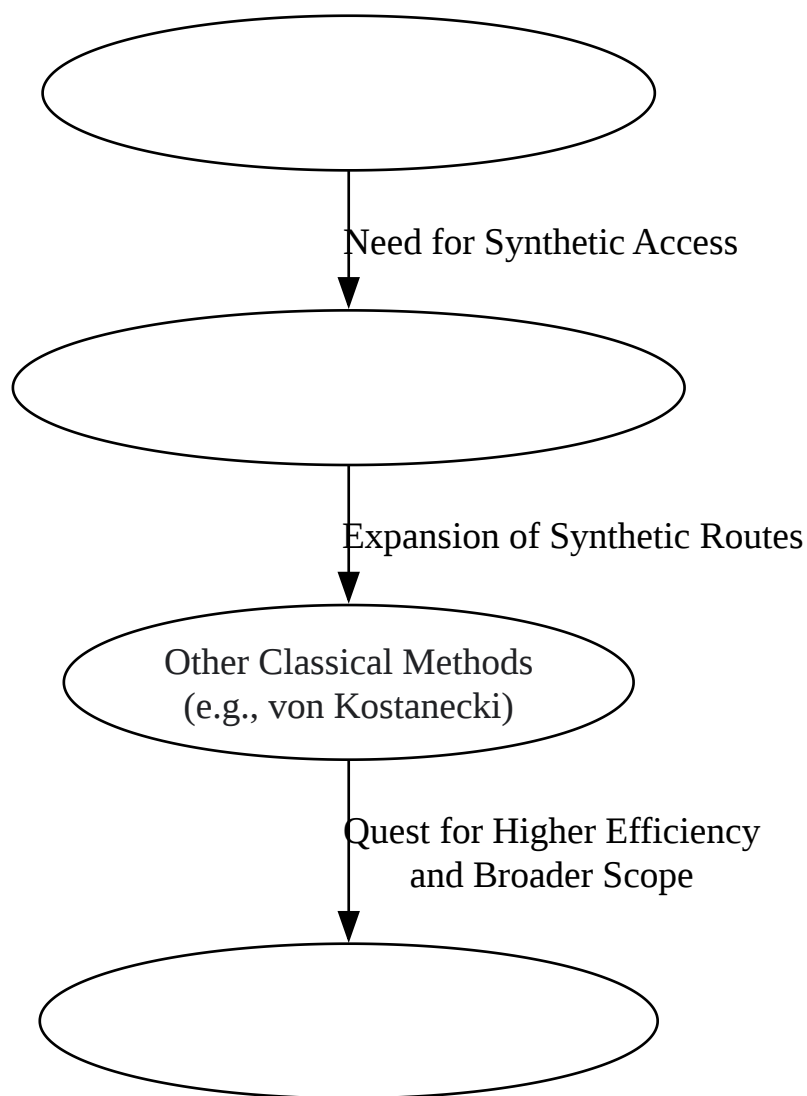 Need for Synthetic Access
Expansion of Synthetic Routes
Other Classical Methods
(e.g., von Kostanecki)
Quest for Higher Efficiency
and Broader Scope